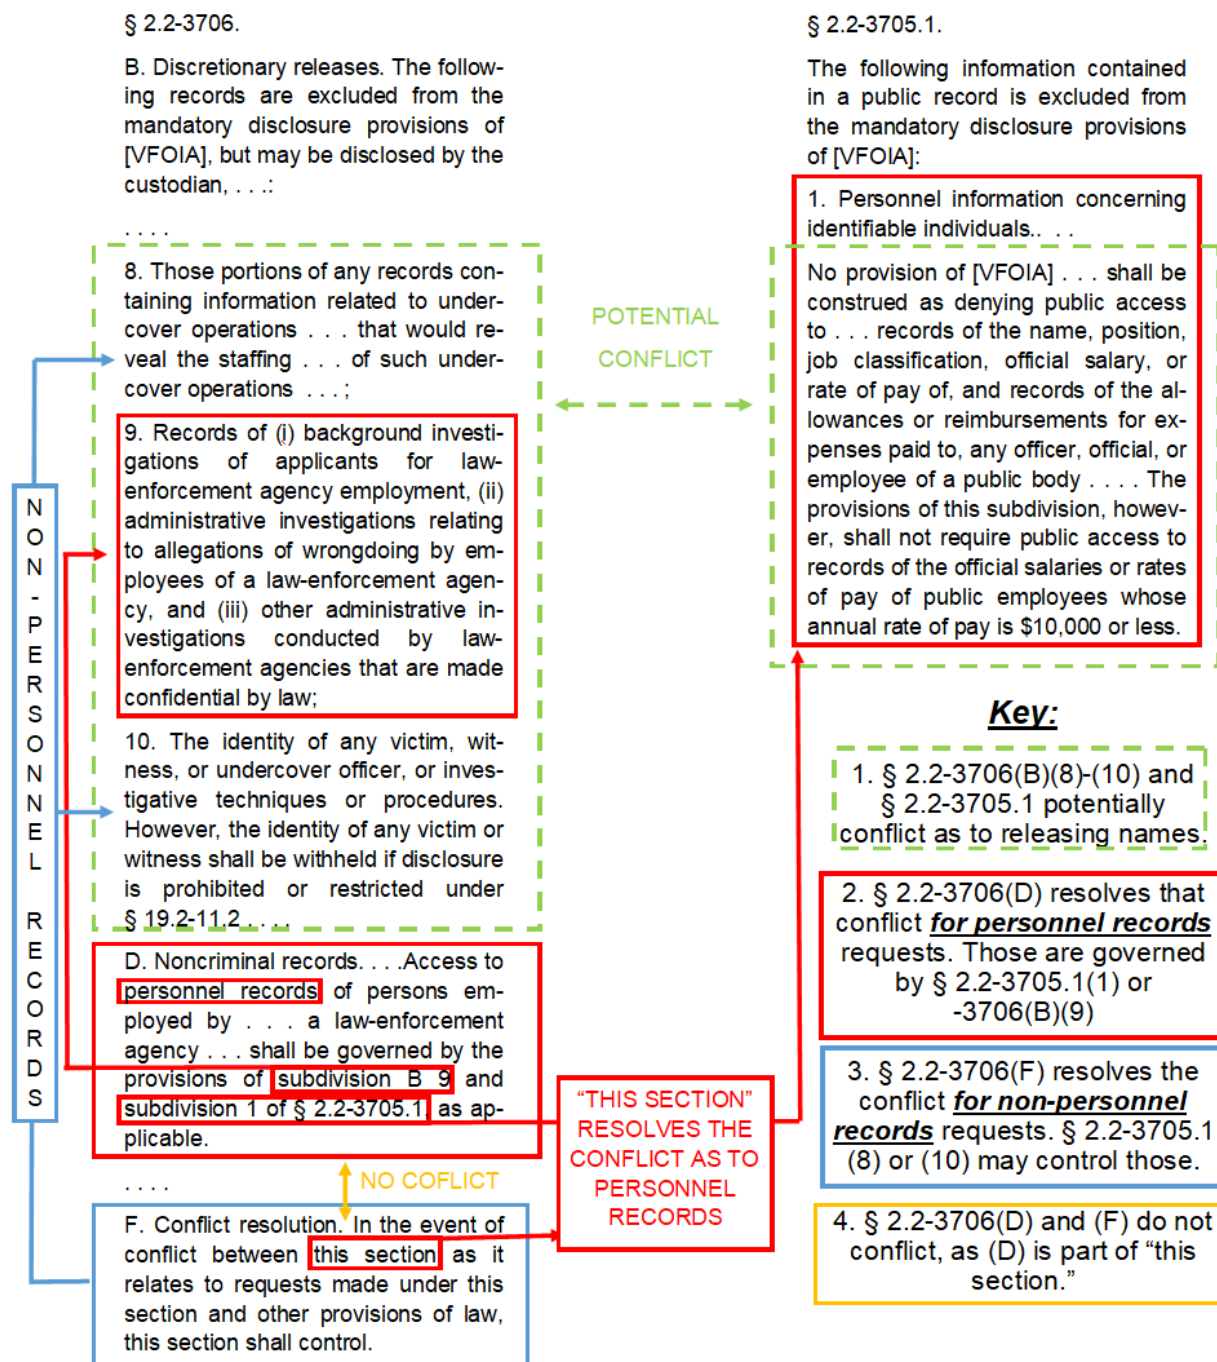 § 2.2-3706.
B. Discretionary releases. The follow-
ing records are excluded from the
mandatory disclosure provisions of
[VFOIA], but may be disclosed by the
custodian, . . .:
. . . .
8. Those portions of any records con-
taining information related to under-
cover operations . . . that would re-
veal the staffing . . . of such under-
cover operations . . . ;
9. Records of (i) background investi-
gations of applicants for law-
enforcement agency employment, (ii)
administrative investigations relating
to allegations of wrongdoing by em-
ployees of a law-enforcement agen-
cy, and (iii) other administrative in-
vestigations conducted by law-
enforcement agencies that are made
confidential by law;
10. The identity of any victim, wit-
ness, or undercover officer, or inves-
tigative techniques or procedures.
However, the identity of any victim or
witness shall be withheld if disclosure
is prohibited or restricted under
§ 19.2-11.2 . . . .
D. Noncriminal records. . . .Access to
personnel records of persons em-
ployed by . . . a law-enforcement
agency . . . shall be governed by the
provisions of subdivision B 9 and
subdivision 1 of § 2.2-3705.1, as ap-
plicable.
. . . .
F. Conflict resolution. In the event of
conflict between this section as it
relates to requests made under this
section and other provisions of law,
this section shall control.
NON-PERSONNEL RECORDS
POTENTIAL
CONFLICT
NO COFLICT
"THIS SECTION"
RESOLVES THE
CONFLICT AS TO
PERSONNEL
RECORDS
§ 2.2-3705.1.
The following information contained
in a public record is excluded from
the mandatory disclosure provisions
of [VFOIA]:
1. Personnel information concerning
identifiable individuals.. . .
No provision of [VFOIA] . . . shall be
construed as denying public access
to . . . records of the name, position,
job classification, official salary, or
rate of pay of, and records of the al-
lowances or reimbursements for ex-
penses paid to, any officer, official, or
employee of a public body . . . . The
provisions of this subdivision, howev-
er, shall not require public access to
records of the official salaries or rates
of pay of public employees whose
annual rate of pay is $10,000 or less.
Key:
1. § 2.2-3706(B)(8)-(10) and
§ 2.2-3705.1 potentially
conflict as to releasing names.
2. § 2.2-3706(D) resolves that
conflict for personnel records
requests. Those are governed
by § 2.2-3705.1(1) or
-3706(B)(9)
3. § 2.2-3706(F) resolves the
conflict for non-personnel
records requests. § 2.2-3705.1
(8) or (10) may control those.
4. § 2.2-3706(D) and (F) do not
conflict, as (D) is part of "this
section."